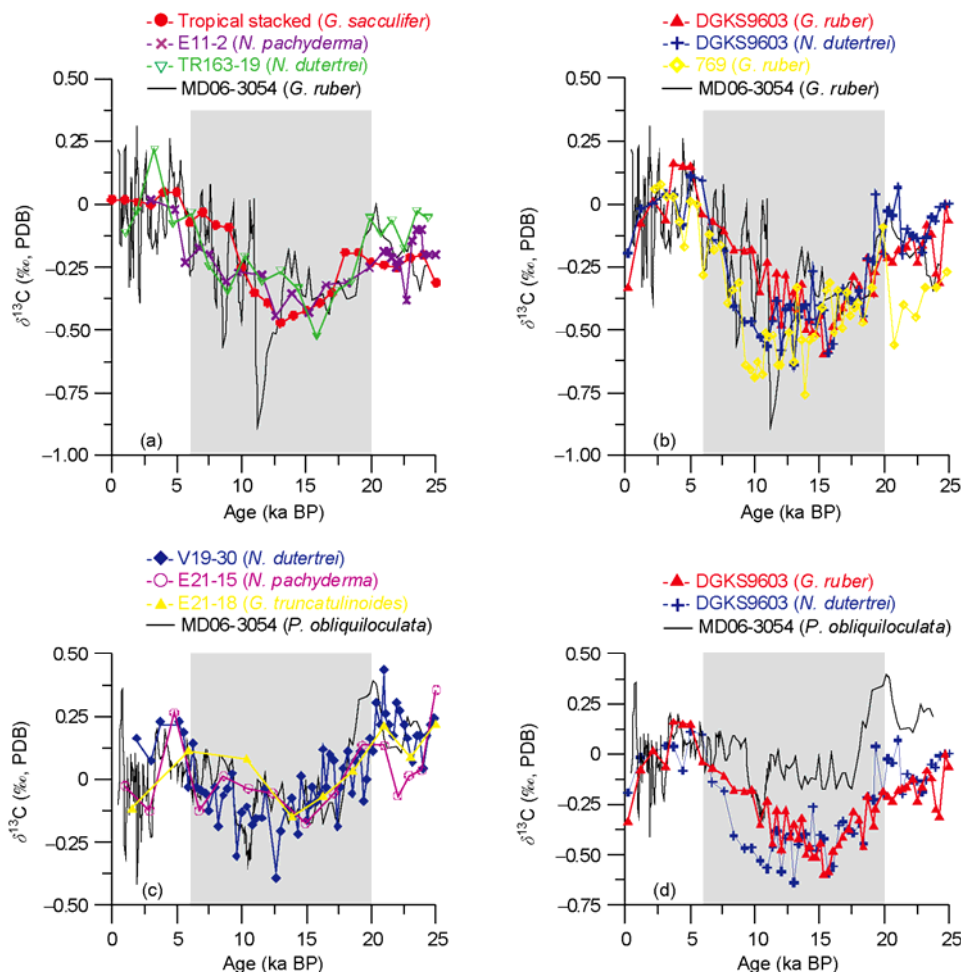 Tropical stacked (G. sacculifer)
E11-2 (N. pachyderma)
TR163-19 (N. dutertrei)
MD06-3054 (G. ruber)
0.50
0.25
0
−0.25
−0.50
−0.75
−1.00
δ13C (‰, PDB)
(a)
0 5 10 15 20 25
Age (ka BP)
DGKS9603 (G. ruber)
DGKS9603 (N. dutertrei)
769 (G. ruber)
MD06-3054 (G. ruber)
0.50
0.25
0
−0.25
−0.50
−0.75
−1.00
δ13C (‰, PDB)
(b)
0 5 10 15 20 25
Age (ka BP)
V19-30 (N. dutertrei)
E21-15 (N. pachyderma)
E21-18 (G. truncatulinoides)
MD06-3054 (P. obliquiloculata)
0.50
0.25
0
−0.25
−0.50
δ13C (‰, PDB)
(c)
0 5 10 15 20 25
Age (ka BP)
DGKS9603 (G. ruber)
DGKS9603 (N. dutertrei)
MD06-3054 (P. obliquiloculata)
0.50
0.25
0
−0.25
−0.50
−0.75
δ13C (‰, PDB)
(d)
0 5 10 15 20 25
Age (ka BP)